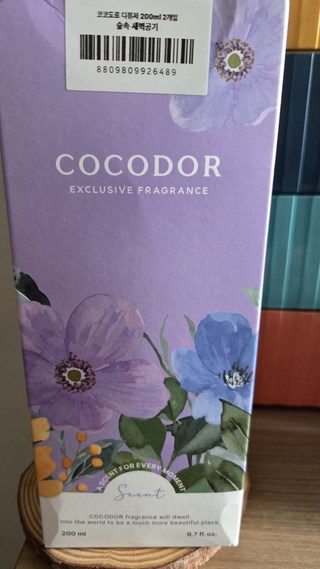 코코도르 디퓨저 200ml 2개입
숲속 새벽공기
8809809926489
COCODOR
EXCLUSIVE FRAGRANCE
A SCENT FOR EVERY MOMENT
Scent
COCODOR fragrance will dwell
into the world to be a much more beautiful place
200 ml
6.7 fl.oz.